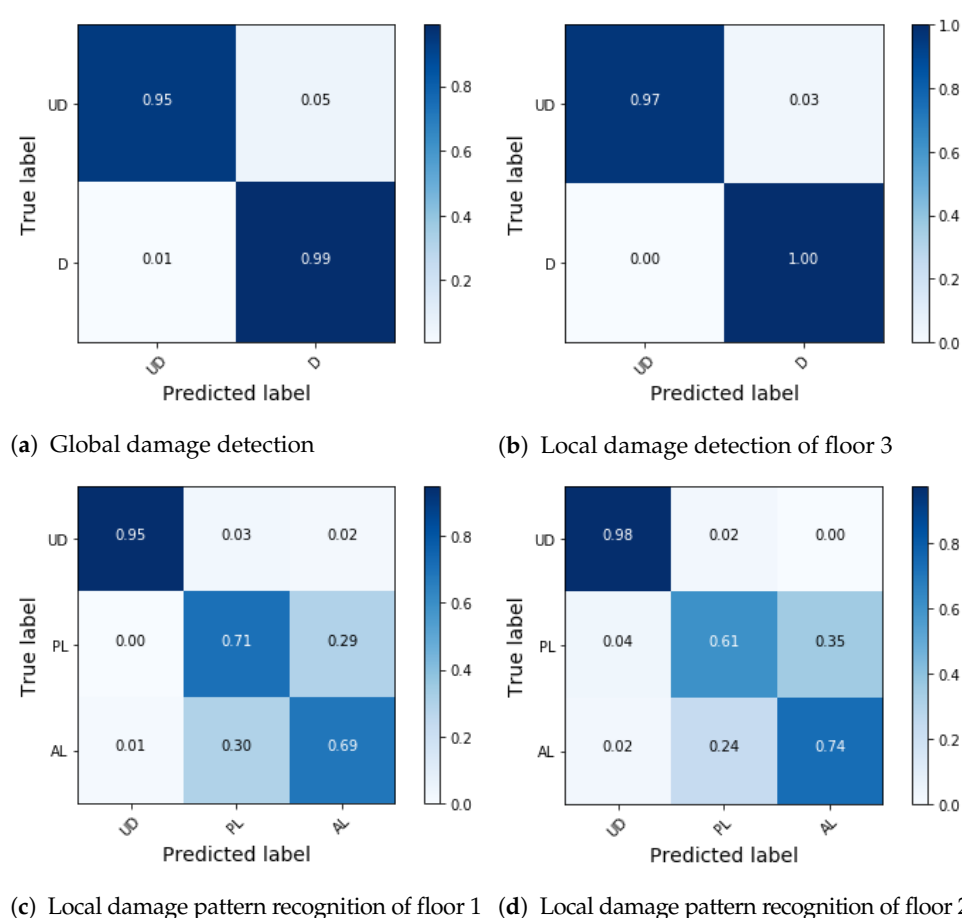 1.0
0.8
UD 0.95 0.05
0.6
0.4
D 0.01 0.99
0.2
UD D
True label
Predicted label
UD 0.97 0.03
0.8
0.6
0.4
D 0.00 1.00
0.2
0.0
UD D
True label
Predicted label
(a) Global damage detection (b) Local damage detection of floor 3
UD 0.95 0.03 0.02
0.8
0.6
PL 0.00 0.71 0.29
0.4
0.2
AL 0.01 0.30 0.69
0.0
UD PL AL
True label
Predicted label
UD 0.98 0.02 0.00
0.8
0.6
PL 0.04 0.61 0.35
0.4
0.2
AL 0.02 0.24 0.74
0.0
UD PL AL
True label
Predicted label
(c) Local damage pattern recognition of floor 1 (d) Local damage pattern recognition of floor 2